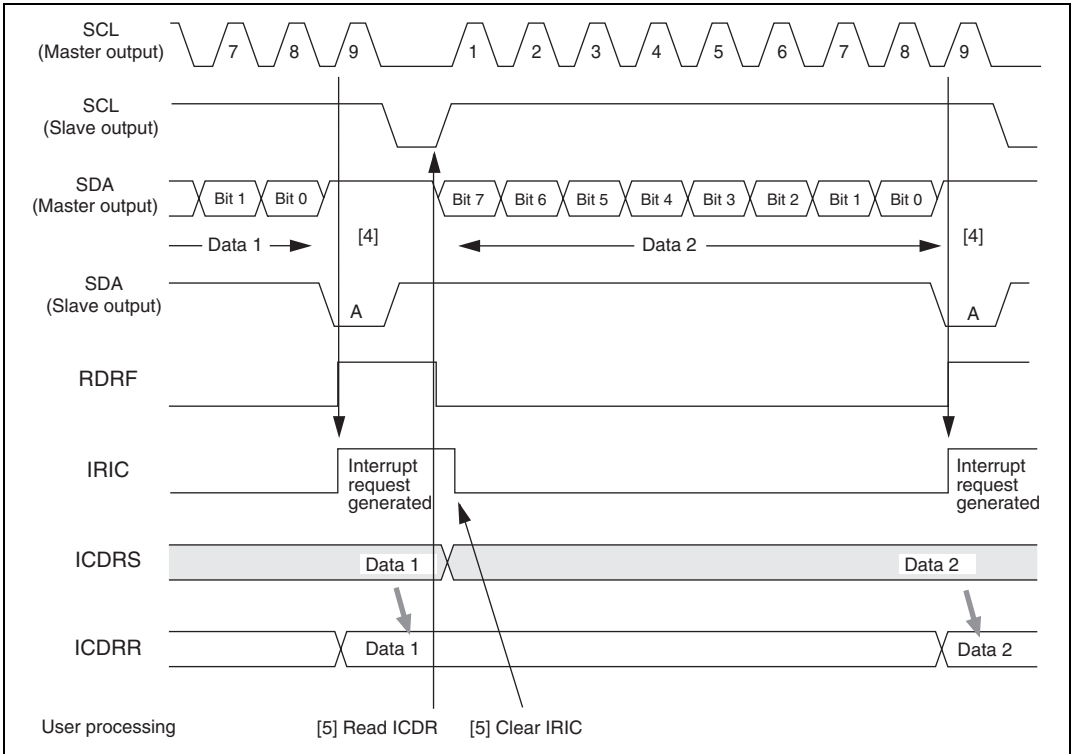 SCL
(Master output)
7 8 9 1 2 3 4 5 6 7 8 9
SCL
(Slave output)
SDA
(Master output)
Bit 1 Bit 0 Bit 7 Bit 6 Bit 5 Bit 4 Bit 3 Bit 2 Bit 1 Bit 0
Data 1 [4] Data 2 [4]
SDA
(Slave output)
A A
RDRF
IRIC
Interrupt
request
generated
Interrupt
request
generated
ICDRS
Data 1 Data 2
ICDRR
Data 1 Data 2
User processing
[5] Read ICDR
[5] Clear IRIC